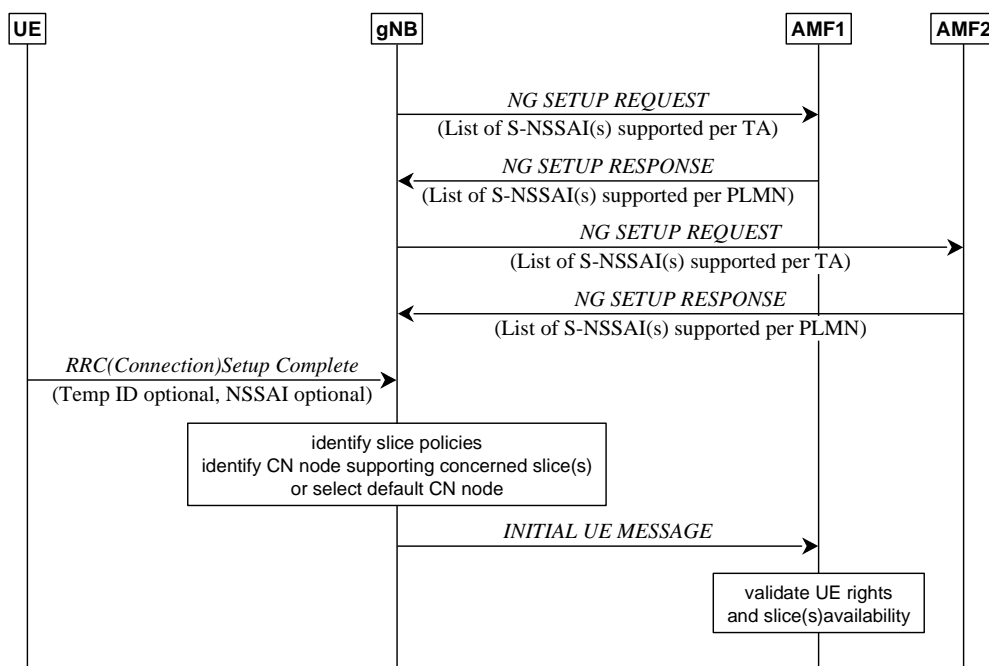 UE
gNB
AMF1
AMF2
NG SETUP REQUEST
(List of S-NSSAI(s) supported per TA)
NG SETUP RESPONSE
(List of S-NSSAI(s) supported per PLMN)
NG SETUP REQUEST
(List of S-NSSAI(s) supported per TA)
NG SETUP RESPONSE
(List of S-NSSAI(s) supported per PLMN)
RRC(Connection)Setup Complete
(Temp ID optional, NSSAI optional)
identify slice policies
identify CN node supporting concerned slice(s)
or select default CN node
INITIAL UE MESSAGE
validate UE rights
and slice(s)availability